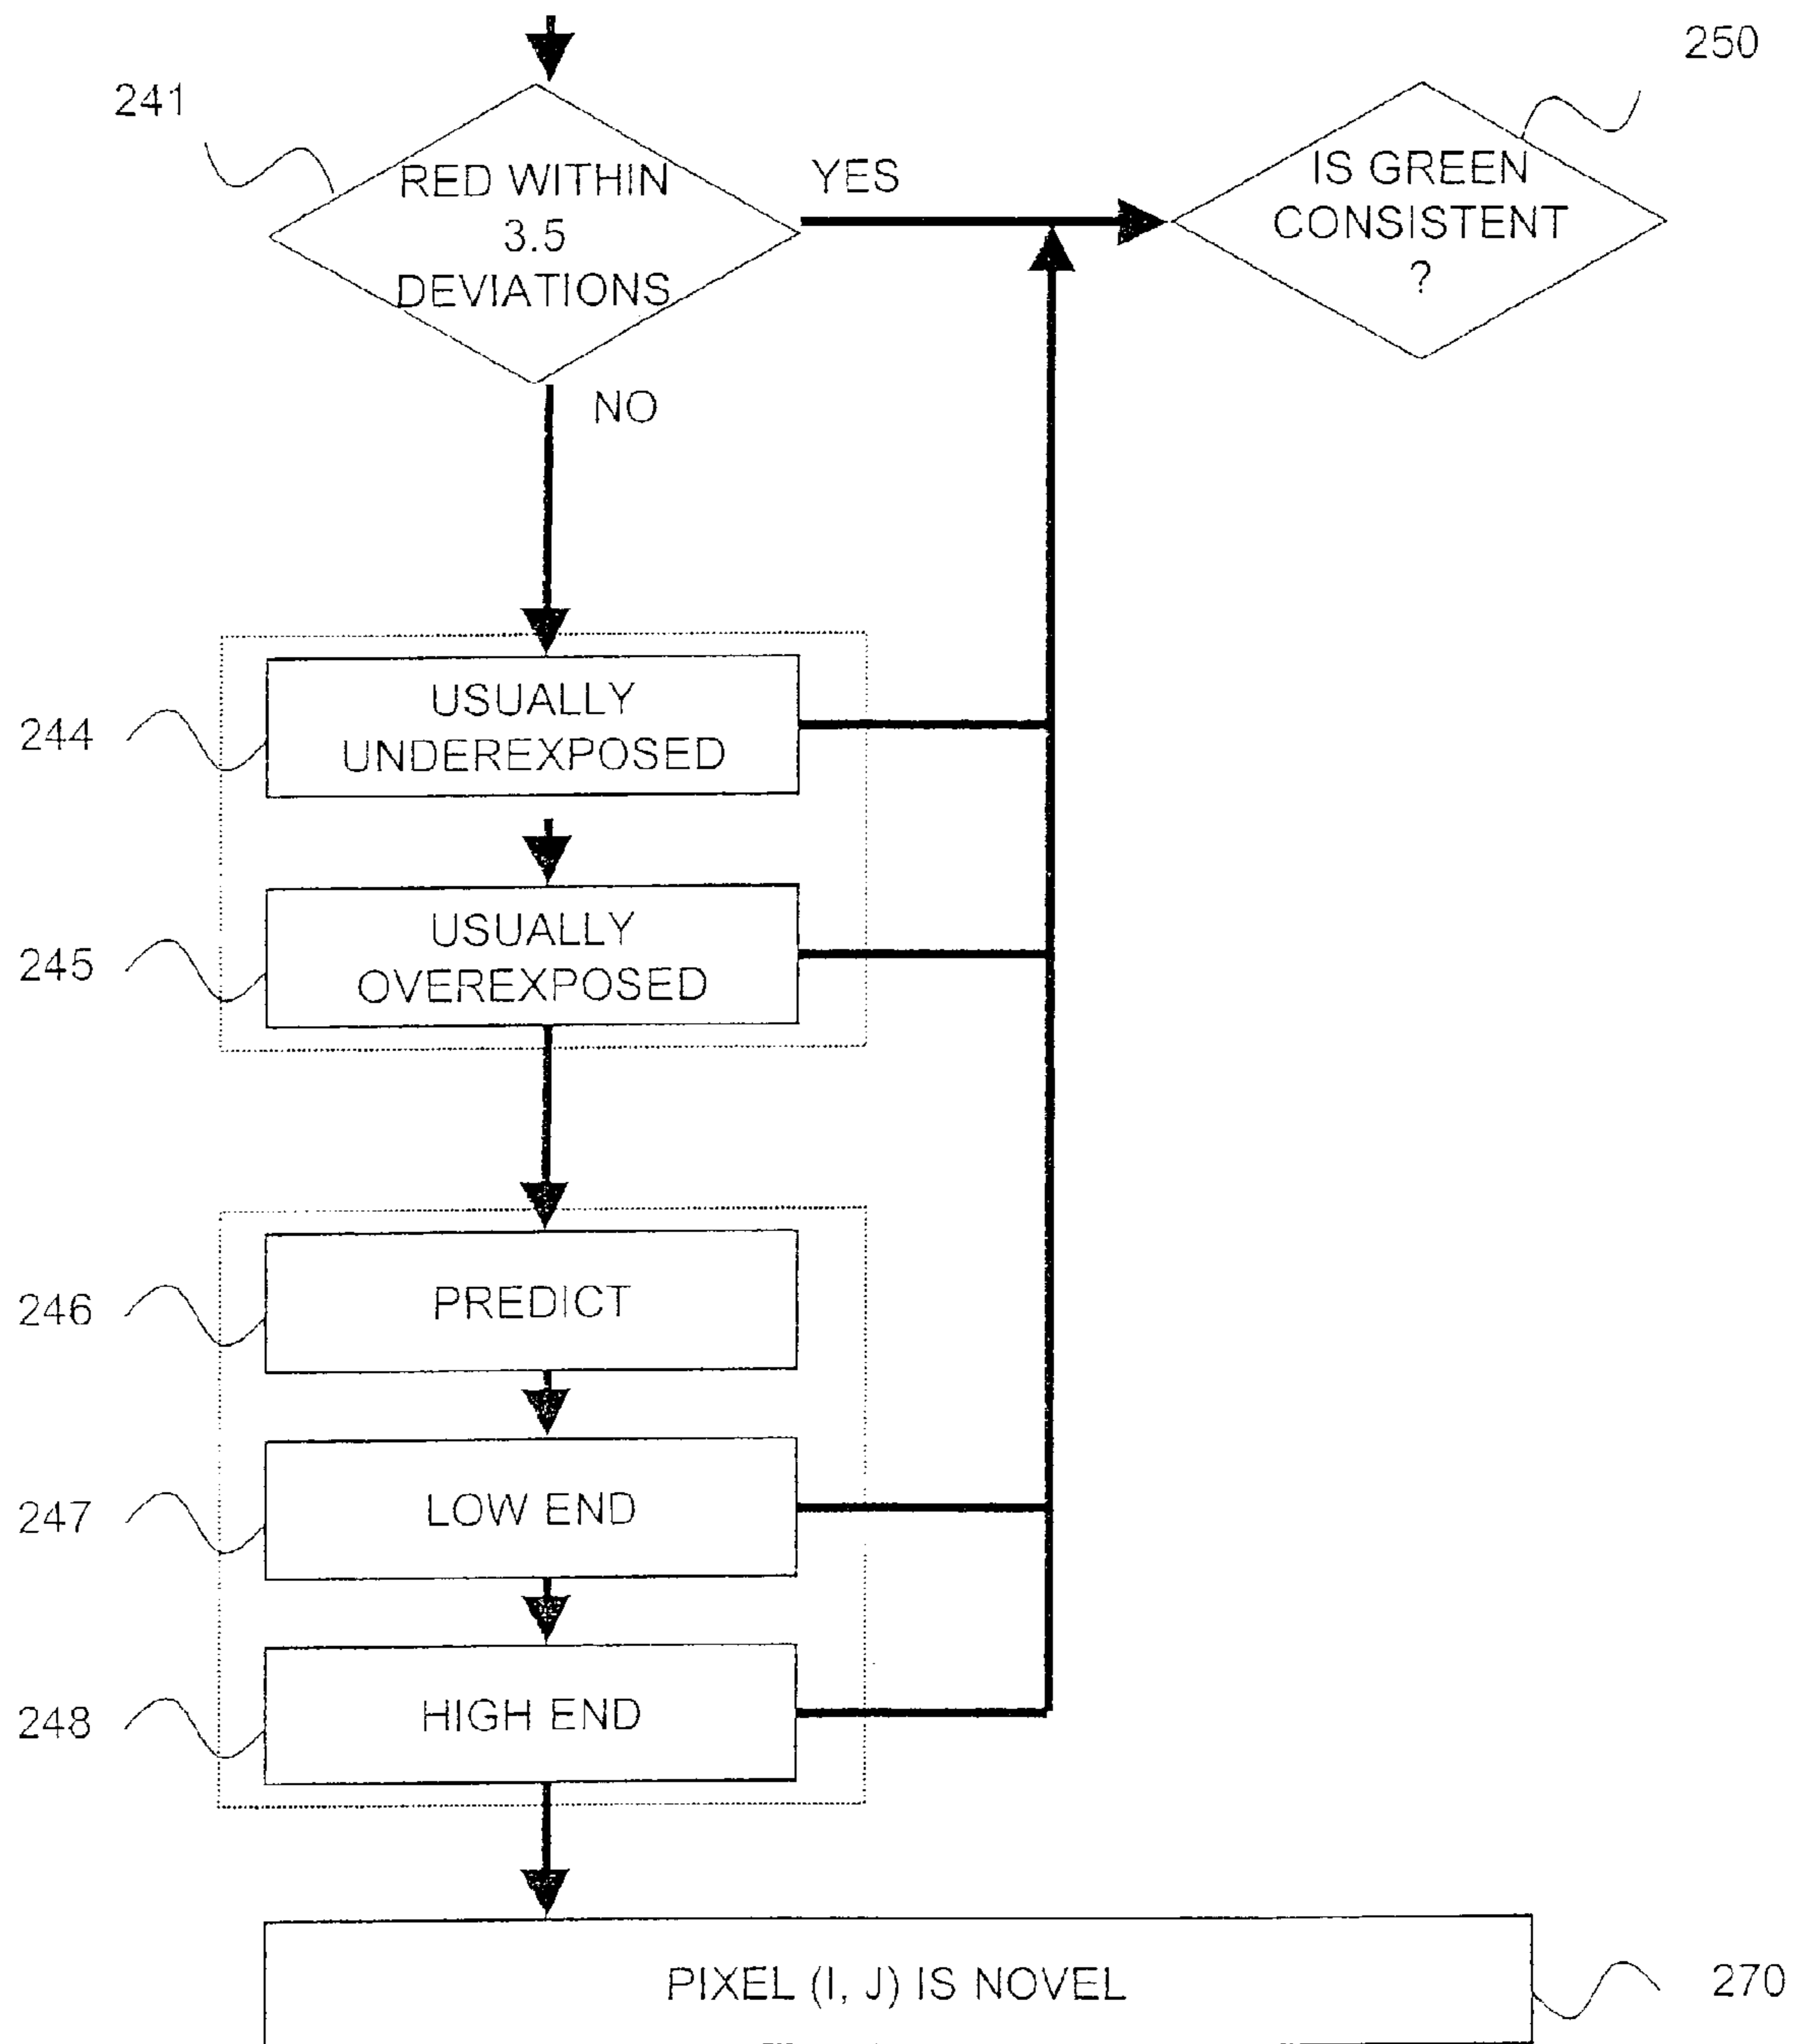 250
241
RED WITHIN
3.5
DEVIATIONS
YES
IS GREEN
CONSISTENT
?
NO
244
USUALLY
UNDEREXPOSED
245
USUALLY
OVEREXPOSED
246
PREDICT
247
LOW END
248
HIGH END
PIXEL (I, J) IS NOVEL
270